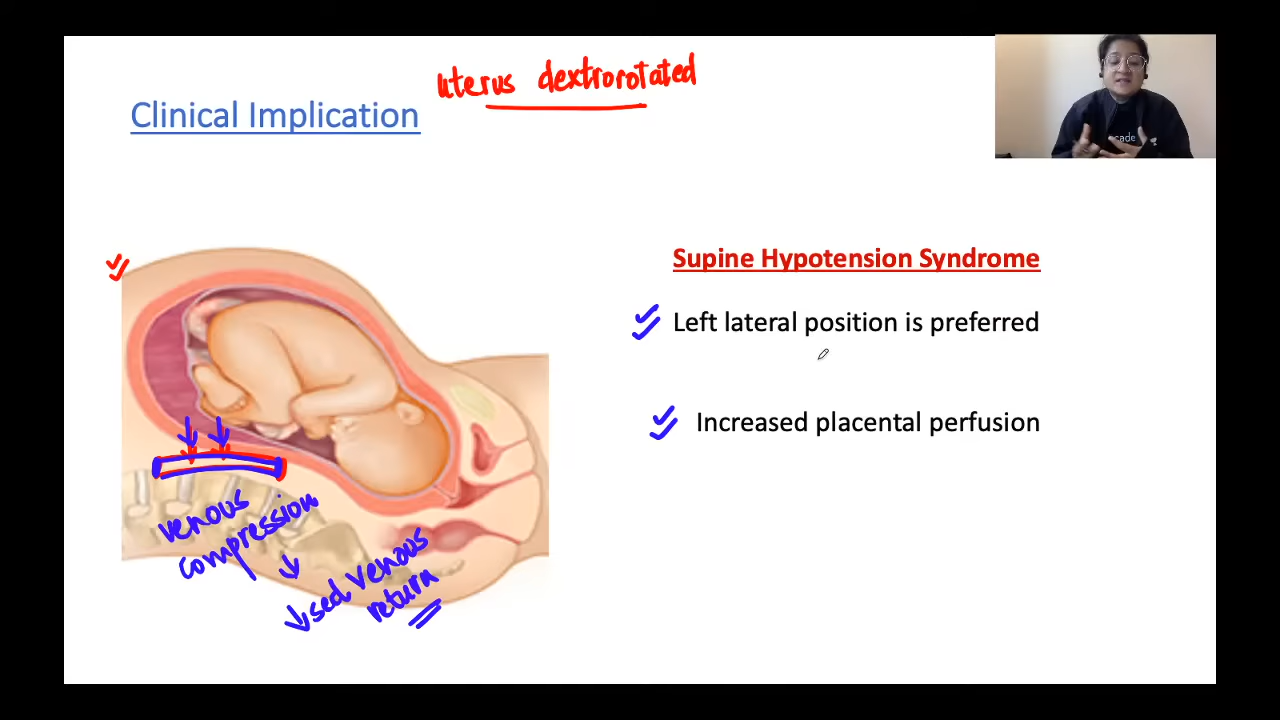 uterus dextrorotated
Clinical Implication
cade
Supine Hypotension Syndrome
Left lateral position is preferred
Increased placental perfusion
venous
compression
↓
↓sed venous
return